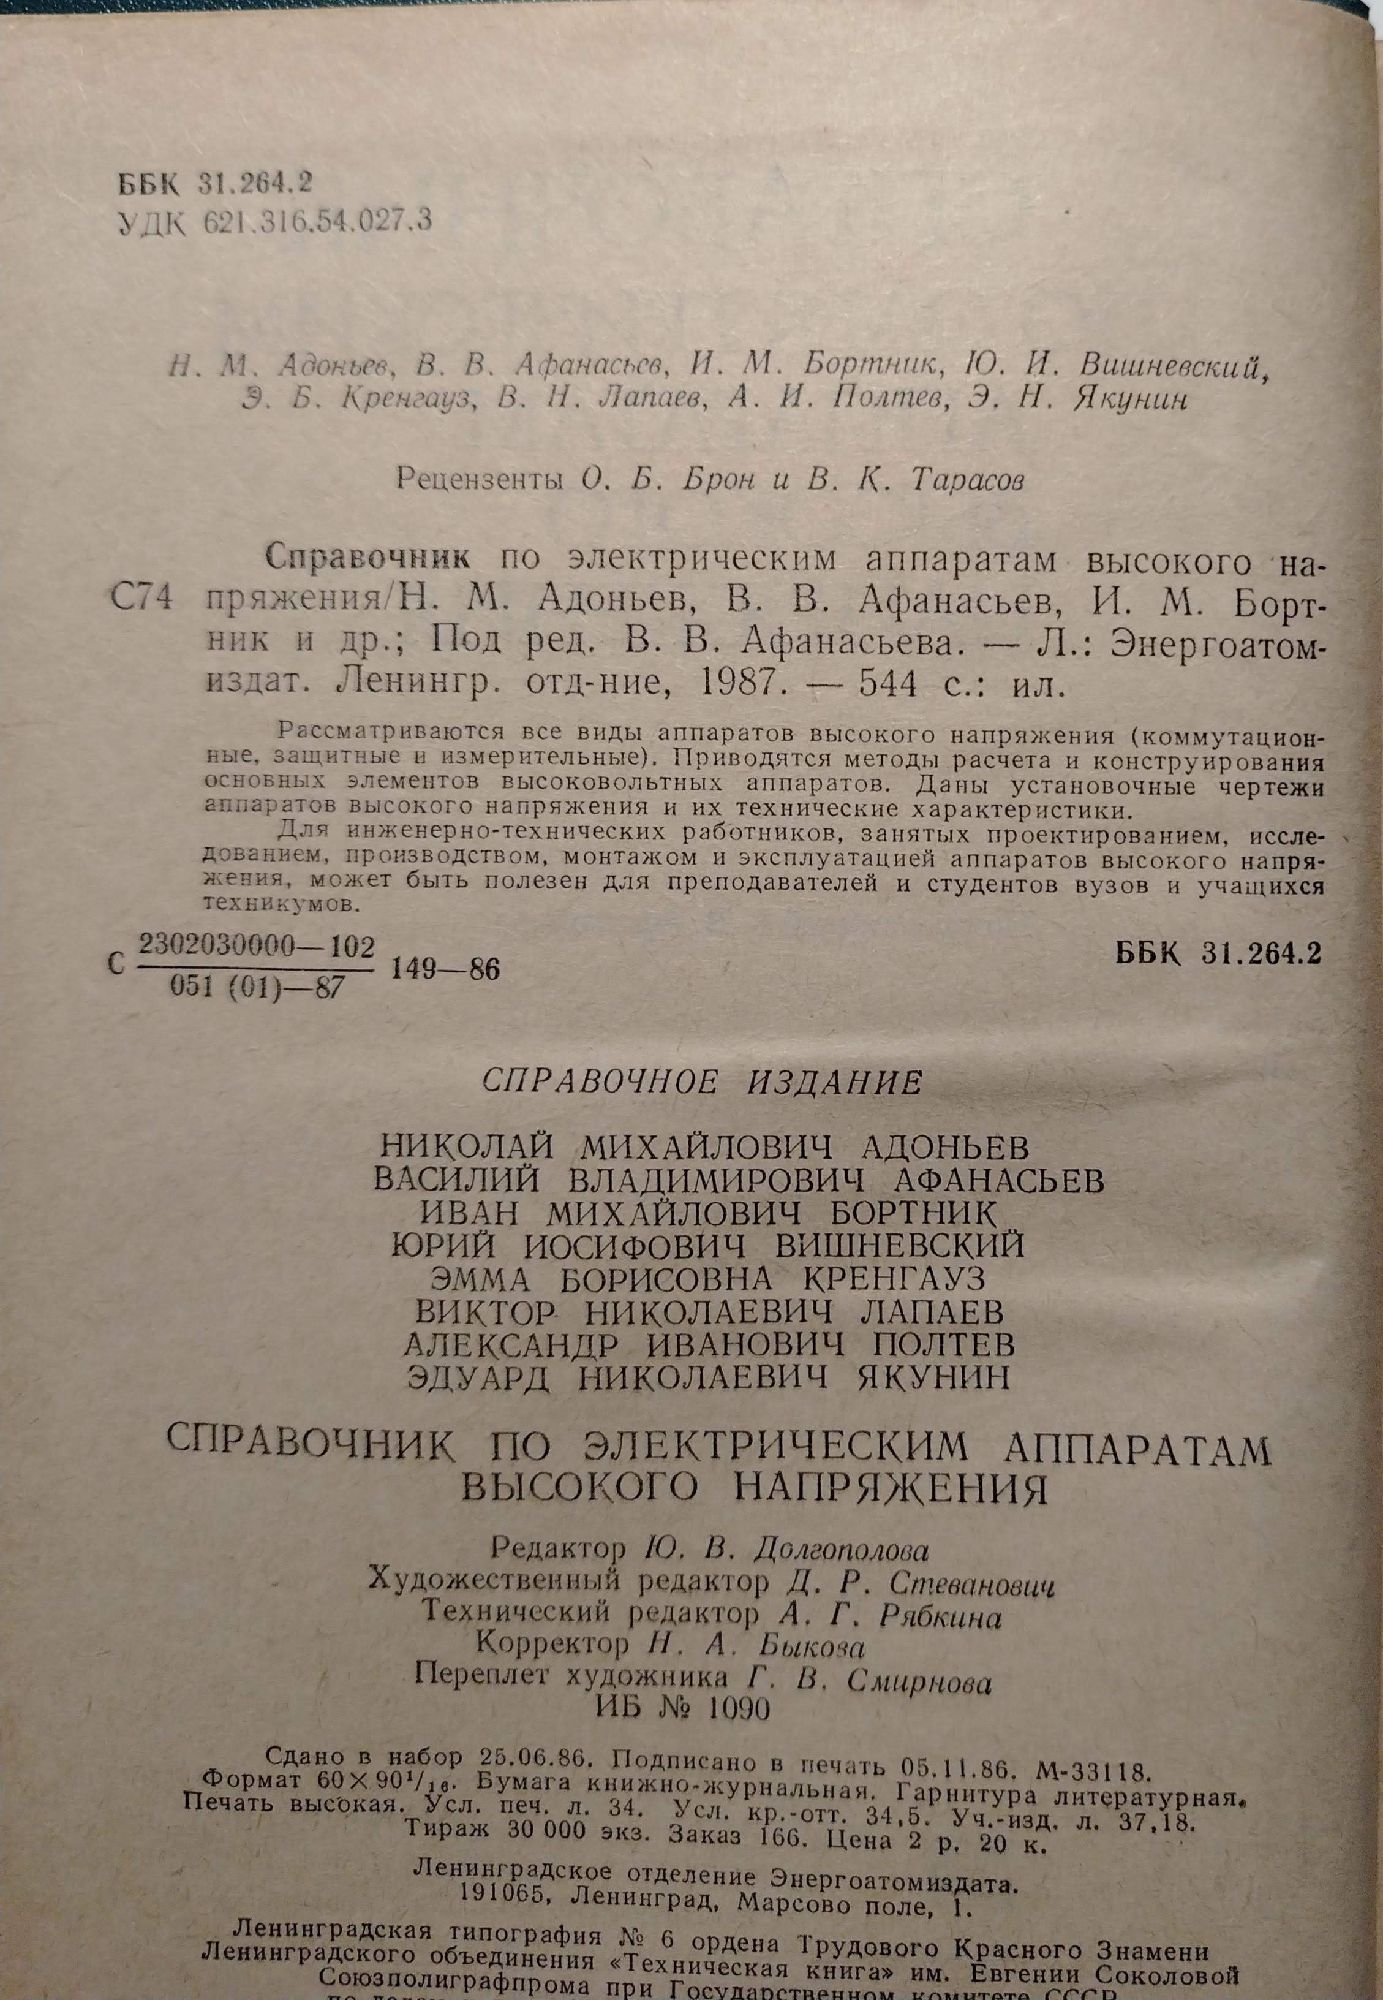 ББК 31.264.2
УДК 621.316.54.027.3
Н. М. Адоньев, В. В. Афанасьев, И. М. Бортник, Ю. И. Вишневский,
Э. Б. Кренгауз, В. Н. Лапаев, А. И. Полтев, Э. Н. Якунин
Рецензенты О. Б. Брон и В. К. Тарасов
Справочник по электрическим аппаратам высокого на-
С74 пряжения/Н. М. Адоньев, В. В. Афанасьев, И. М. Борт-
ник и др.; Под ред. В. В. Афанасьева. — Л.: Энергоатом-
издат. Ленингр. отд-ние, 1987. — 544 с.: ил.
Рассматриваются все виды аппаратов высокого напряжения (коммутацион-
ные, защитные и измерительные). Приводятся методы расчета и конструирования
основных элементов высоковольтных аппаратов. Даны установочные чертежи
аппаратов высокого напряжения и их технические характеристики.
Для инженерно-технических работников, занятых проектированием, иссле-
дованием, производством, монтажом и эксплуатацией аппаратов высокого напря-
жения, может быть полезен для преподавателей и студентов вузов и учащихся
техникумов.
С 2302030000—102
051 (01)—87 149—86 ББК 31.264.2
СПРАВОЧНОЕ ИЗДАНИЕ
НИКОЛАЙ МИХАЙЛОВИЧ АДОНЬЕВ
ВАСИЛИЙ ВЛАДИМИРОВИЧ АФАНАСЬЕВ
ИВАН МИХАЙЛОВИЧ БОРТНИК
ЮРИЙ ИОСИФОВИЧ ВИШНЕВСКИЙ
ЭММА БОРИСОВНА КРЕНГАУЗ
ВИКТОР НИКОЛАЕВИЧ ЛАПАЕВ
АЛЕКСАНДР ИВАНОВИЧ ПОЛТЕВ
ЭДУАРД НИКОЛАЕВИЧ ЯКУНИН
СПРАВОЧНИК ПО ЭЛЕКТРИЧЕСКИМ АППАРАТАМ
ВЫСОКОГО НАПРЯЖЕНИЯ
Редактор Ю. В. Долгополова
Художественный редактор Д. Р. Стеванович
Технический редактор А. Г. Рябкина
Корректор Н. А. Быкова
Переплет художника Г. В. Смирнова
ИБ № 1090
Сдано в набор 25.06.86. Подписано в печать 05.11.86. М-33118.
Формат 60×90¹/₁₆. Бумага книжно-журнальная. Гарнитура литературная.
Печать высокая. Усл. печ. л. 34. Усл. кр.-отт. 34,5. Уч.-изд. л. 37,18.
Тираж 30 000 экз. Заказ 166. Цена 2 р. 20 к.
Ленинградское отделение Энергоатомиздата.
191065, Ленинград, Марсово поле, 1.
Ленинградская типография № 6 ордена Трудового Красного Знамени
Ленинградского объединения «Техническая книга» им. Евгении Соколовой
Союзполиграфпрома при Государственном комитете СССР